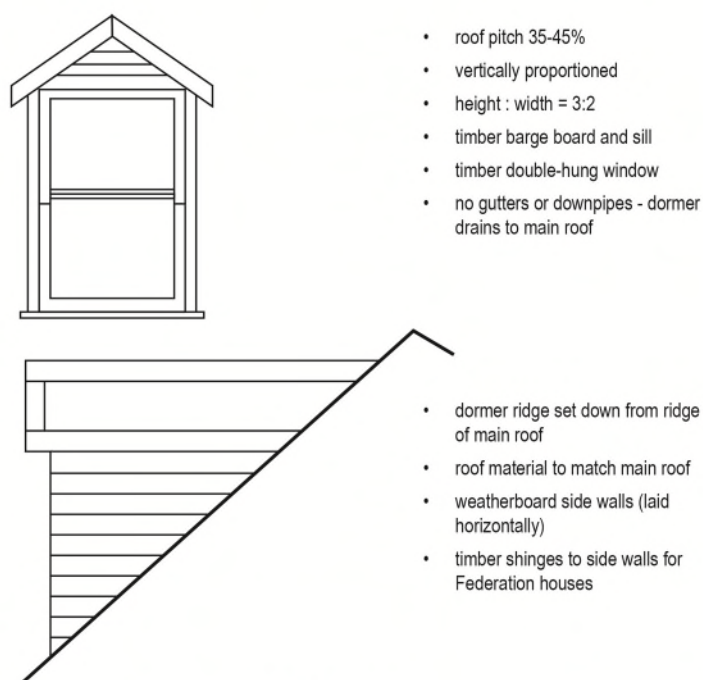 • roof pitch 35-45%
• vertically proportioned
• height : width = 3:2
• timber barge board and sill
• timber double-hung window
• no gutters or downpipes - dormer
drains to main roof
• dormer ridge set down from ridge
of main roof
• roof material to match main roof
• weatherboard side walls (laid
horizontally)
• timber shinges to side walls for
Federation houses